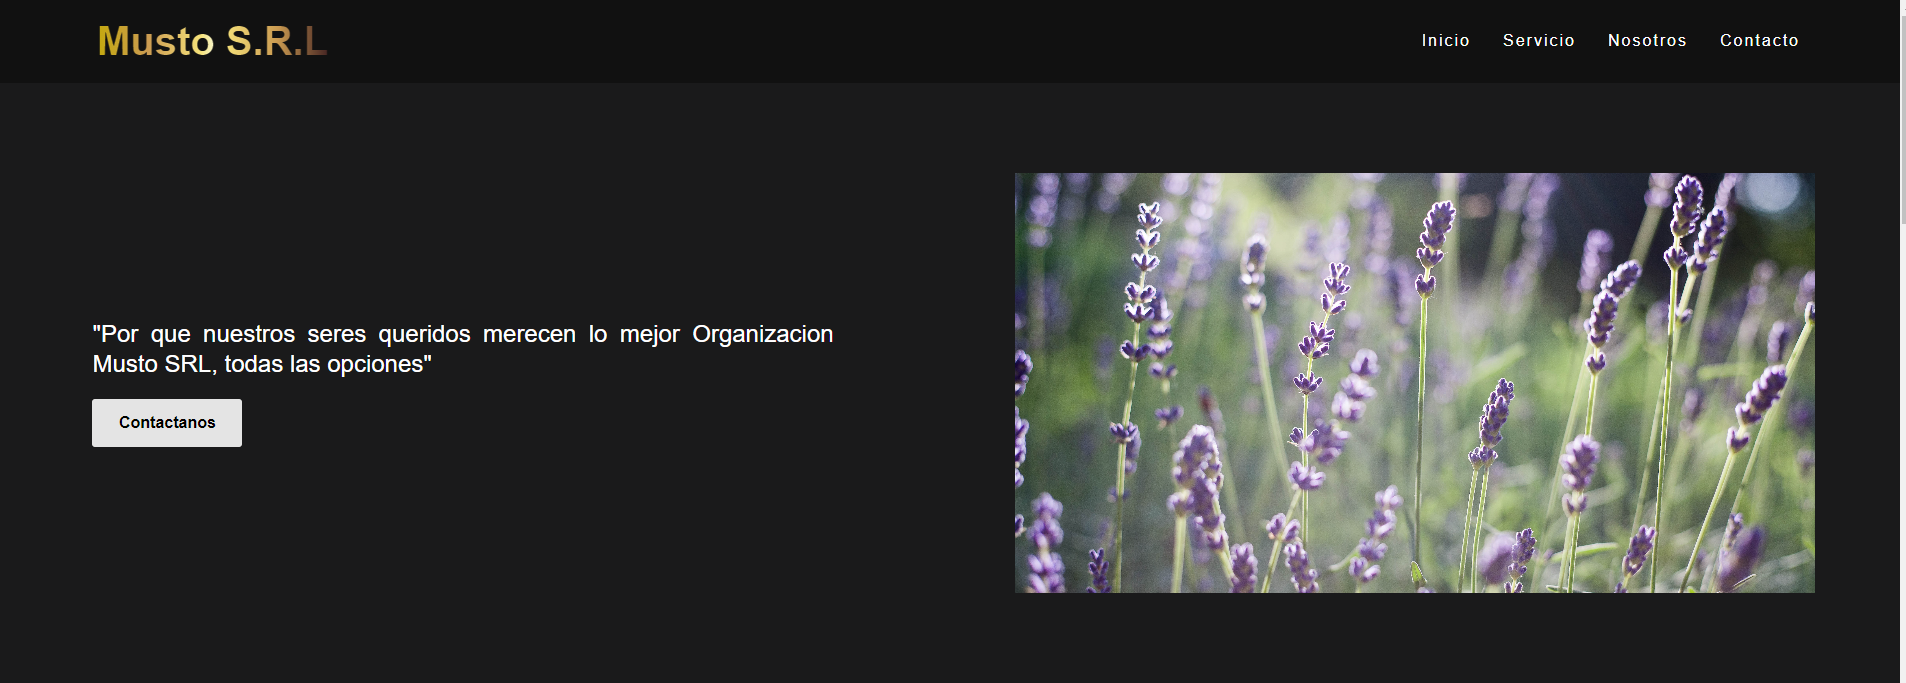 Musto S.R.L
Inicio Servicio Nosotros Contacto
"Por que nuestros seres queridos merecen lo mejor Organizacion
Musto SRL, todas las opciones"
Contactanos